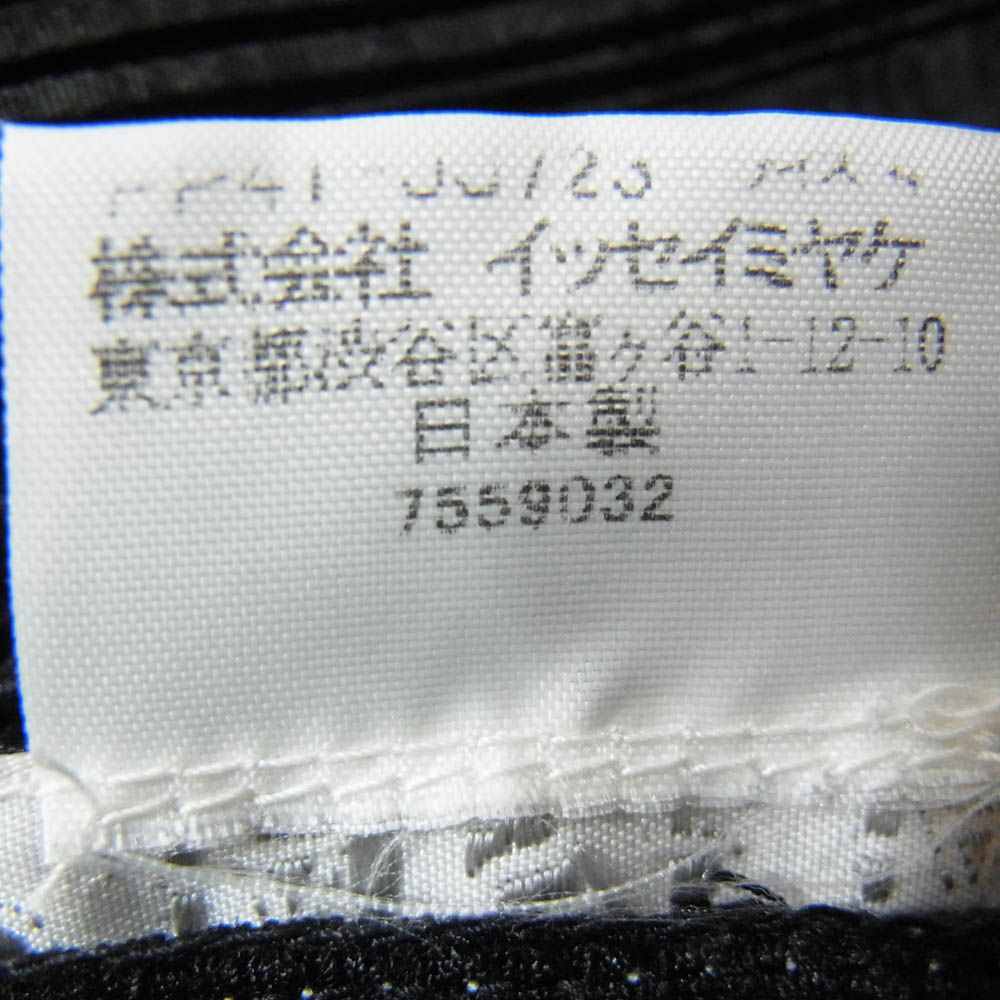 株式会社 イッセイミヤケ
東京都渋谷区富ヶ谷1-12-10
日本製
7559032